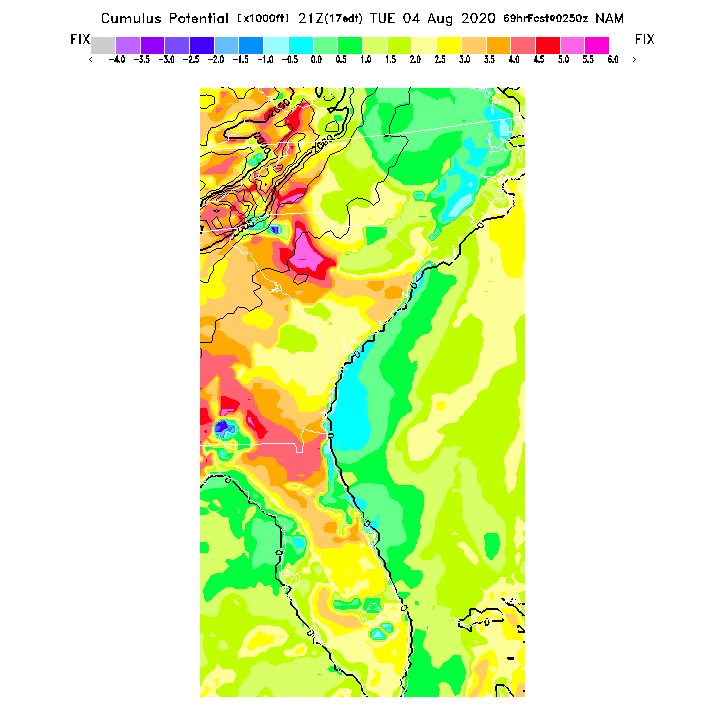 Cumulus Potential [x1000ft] 21Z(17edt) TUE 04 Aug 2020 69hrFcst@0250z NAM
FIX FIX
< -4.0 -3.5 -3.0 -2.5 -2.0 -1.5 -1.0 -0.5 0.0 0.5 1.0 1.5 2.0 2.5 3.0 3.5 4.0 4.5 5.0 5.5 6.0 >
2000
2000